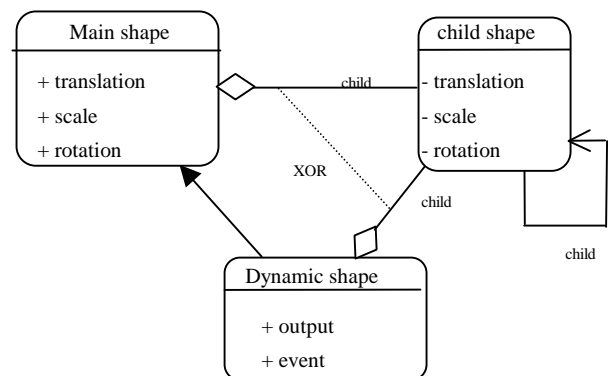 Main shape
+ translation
+ scale
+ rotation
child
child shape
- translation
- scale
- rotation
XOR
child
child
Dynamic shape
+ output
+ event